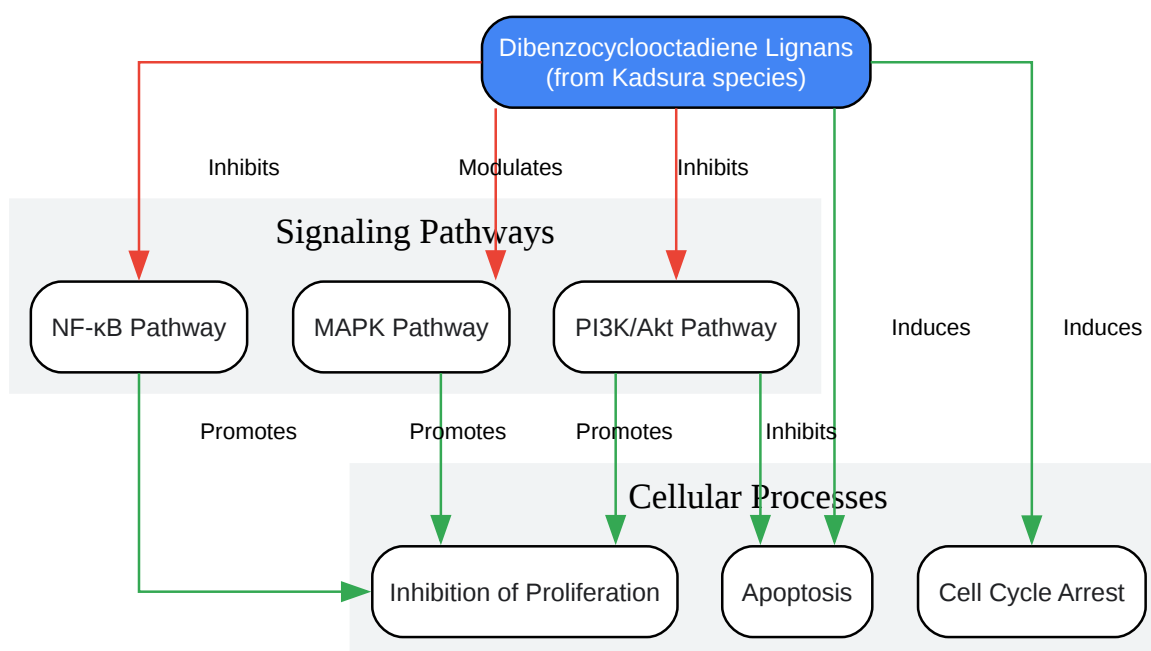 Dibenzocyclooctadiene Lignans
(from Kadsura species)
Inhibits
Modulates
Inhibits
Signaling Pathways
NF-κB Pathway
MAPK Pathway
PI3K/Akt Pathway
Induces
Induces
Promotes
Promotes
Promotes
Inhibits
Cellular Processes
Inhibition of Proliferation
Apoptosis
Cell Cycle Arrest